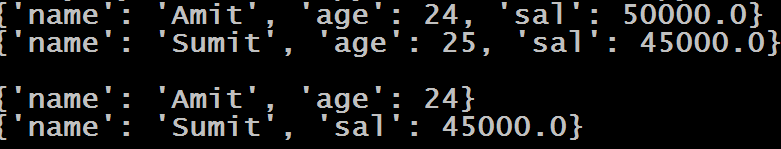 {'name': 'Amit', 'age': 24, 'sal': 50000.0}
{'name': 'Sumit', 'age': 25, 'sal': 45000.0}
{'name': 'Amit', 'age': 24}
{'name': 'Sumit', 'sal': 45000.0}